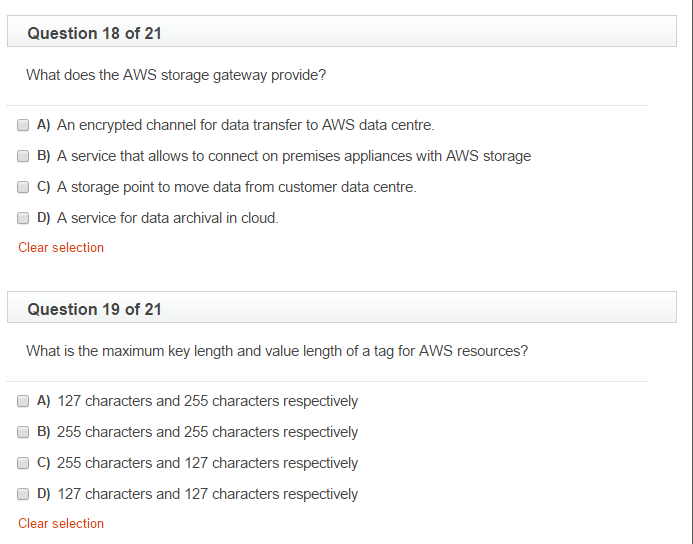 Question 18 of 21
What does the AWS storage gateway provide?
A) An encrypted channel for data transfer to AWS data centre.
B) A service that allows to connect on premises appliances with AWS storage
C) A storage point to move data from customer data centre.
D) A service for data archival in cloud.
Clear selection
Question 19 of 21
What is the maximum key length and value length of a tag for AWS resources?
A) 127 characters and 255 characters respectively
B) 255 characters and 255 characters respectively
C) 255 characters and 127 characters respectively
D) 127 characters and 127 characters respectively
Clear selection